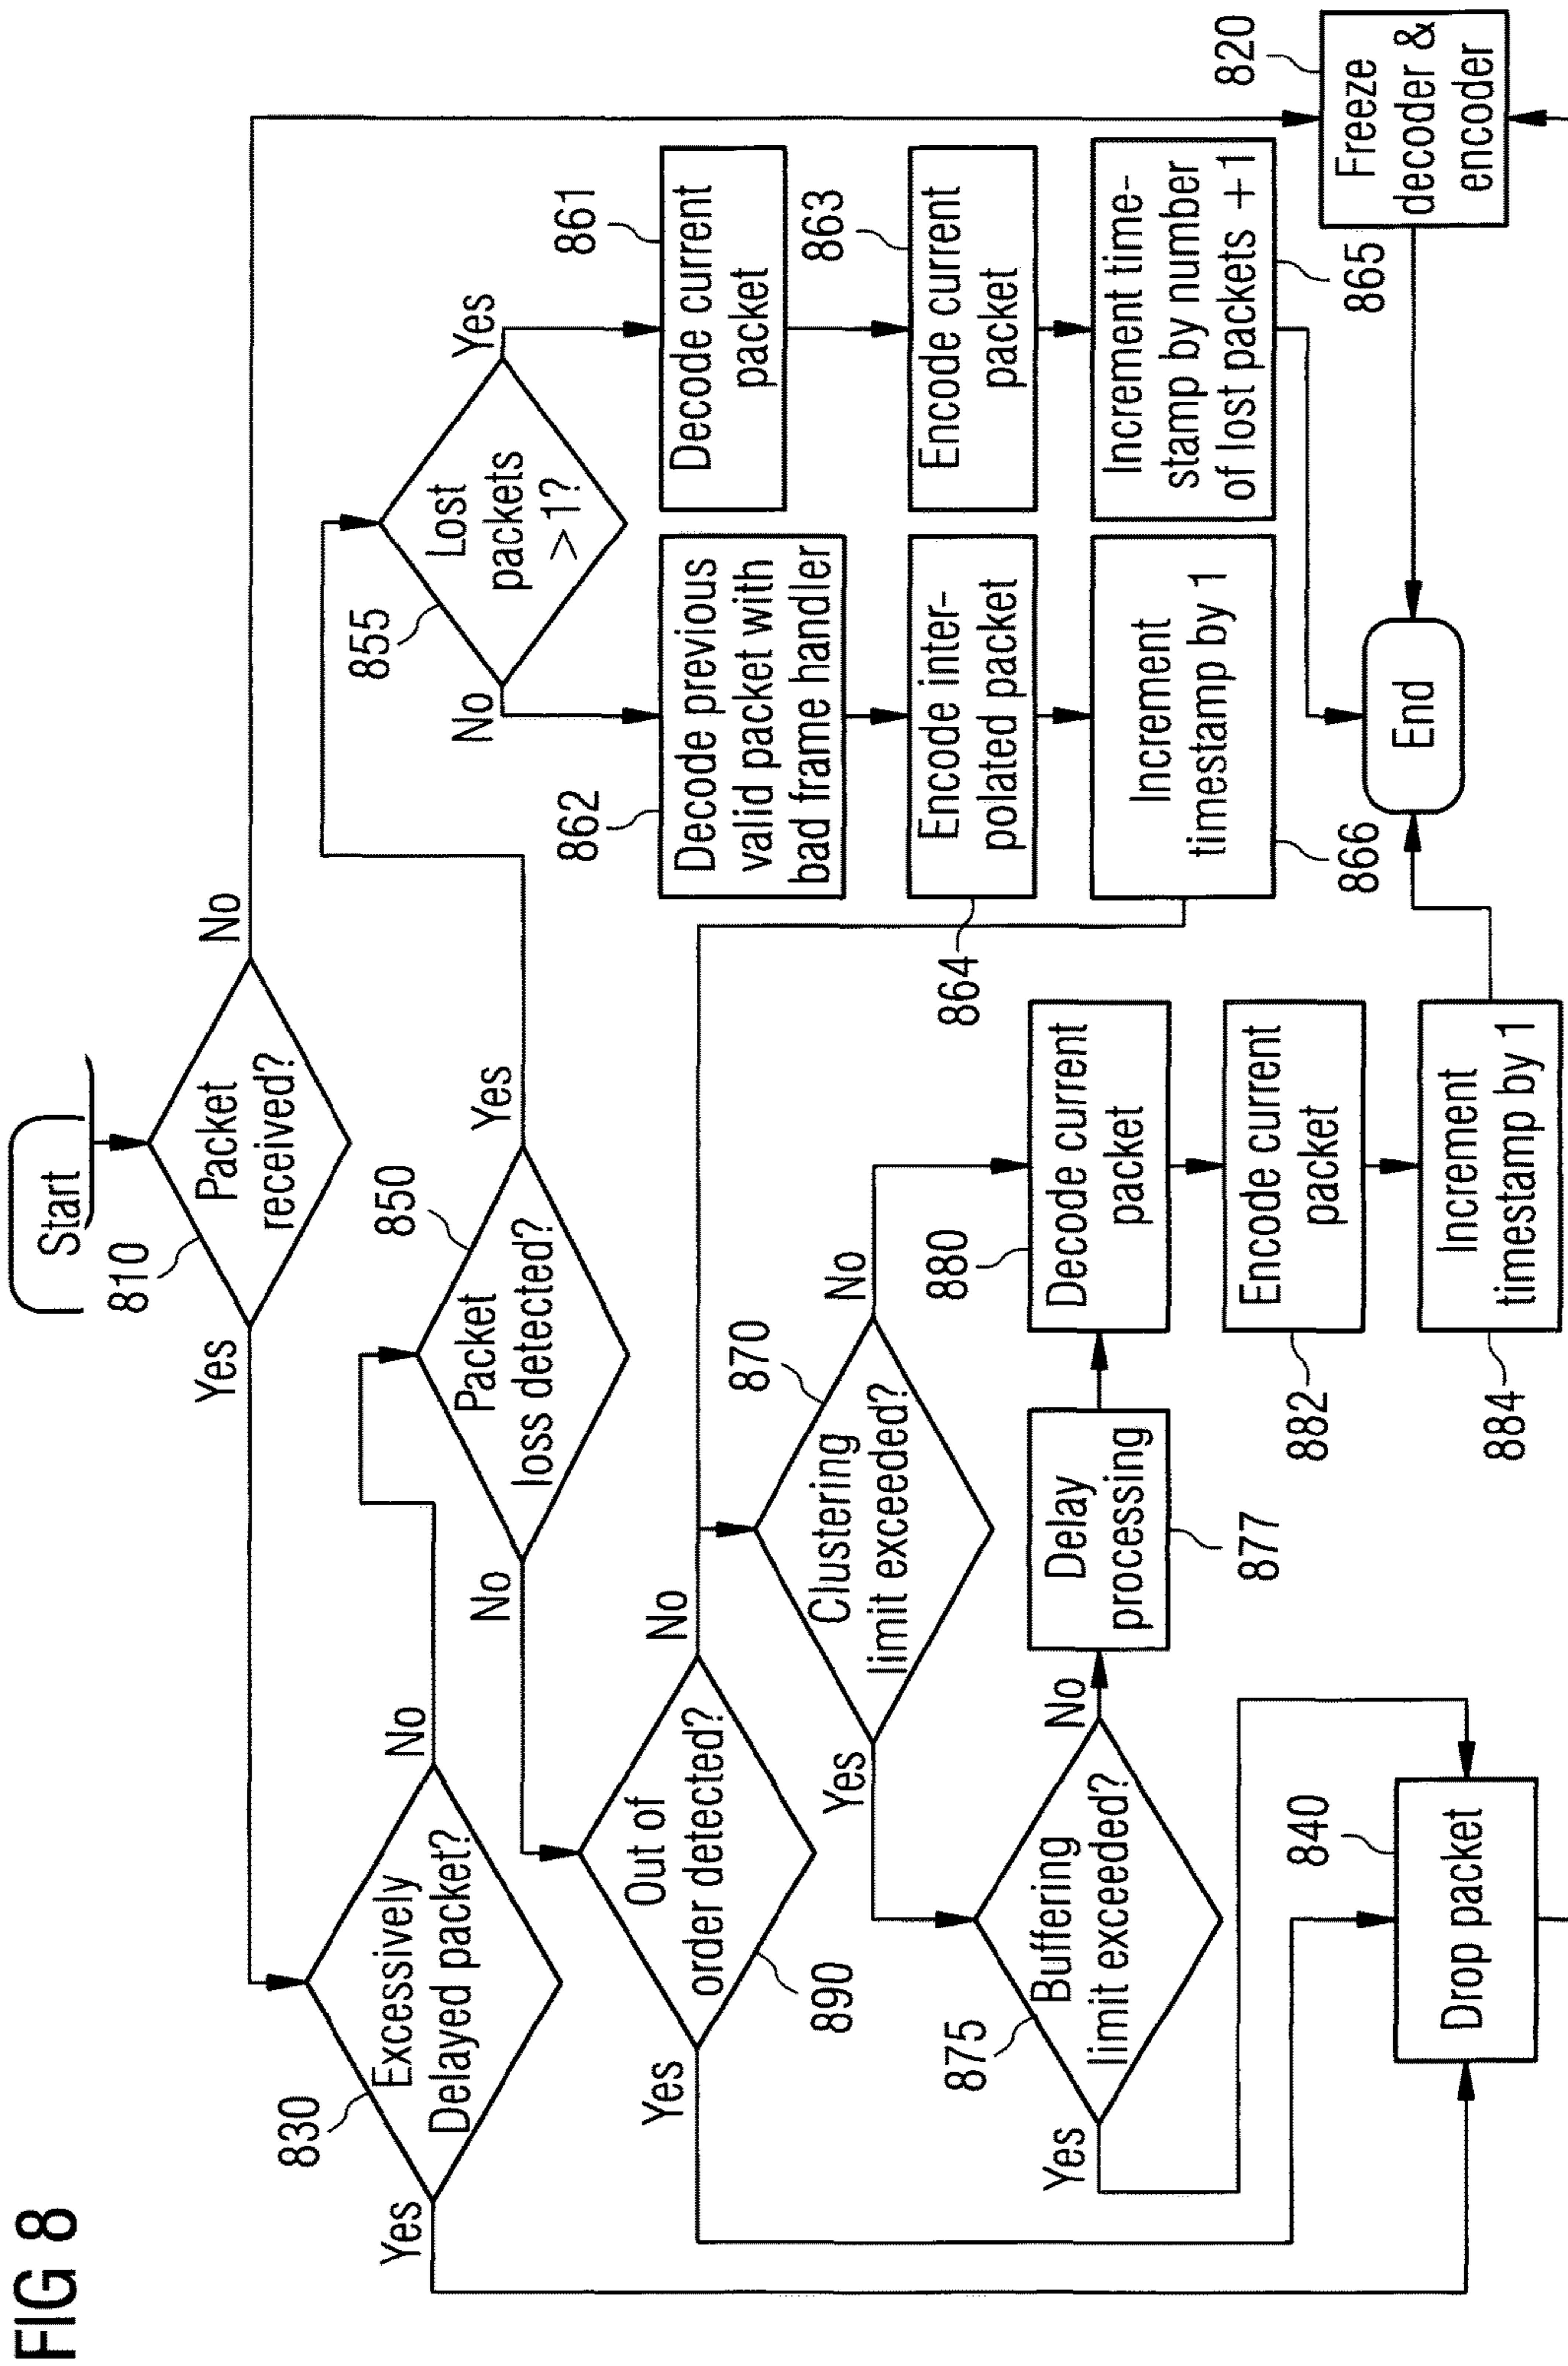 FIG 8
Start
810
Packet
received?
Yes
No
830
Excessively
Delayed packet?
Yes
No
850
Packet
loss detected?
No
Yes
855
Lost
packets
>1?
No
Yes
862
Decode previous
valid packet with
bad frame handler
861
Decode current
packet
864
Encode inter-
polated packet
863
Encode current
packet
866
Increment
timestamp by 1
865
Increment time-
stamp by number
of lost packets +1
890
Out of
order detected?
Yes
No
870
Clustering
limit exceeded?
Yes
No
875
Buffering
limit exceeded?
Yes
No
877
Delay
processing
880
Decode current
packet
882
Encode current
packet
884
Increment
timestamp by 1
840
Drop packet
End
820
Freeze
decoder &
encoder